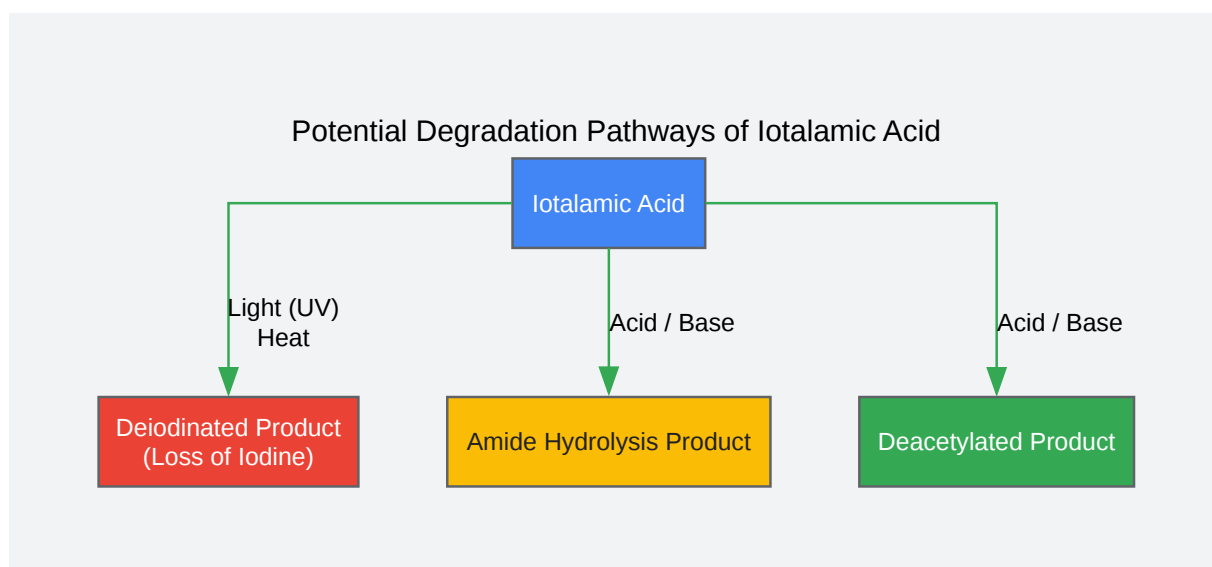 Potential Degradation Pathways of Iotalamic Acid
Iotalamic Acid
Light (UV)
Heat
Acid / Base
Acid / Base
Deiodinated Product
(Loss of Iodine)
Amide Hydrolysis Product
Deacetylated Product